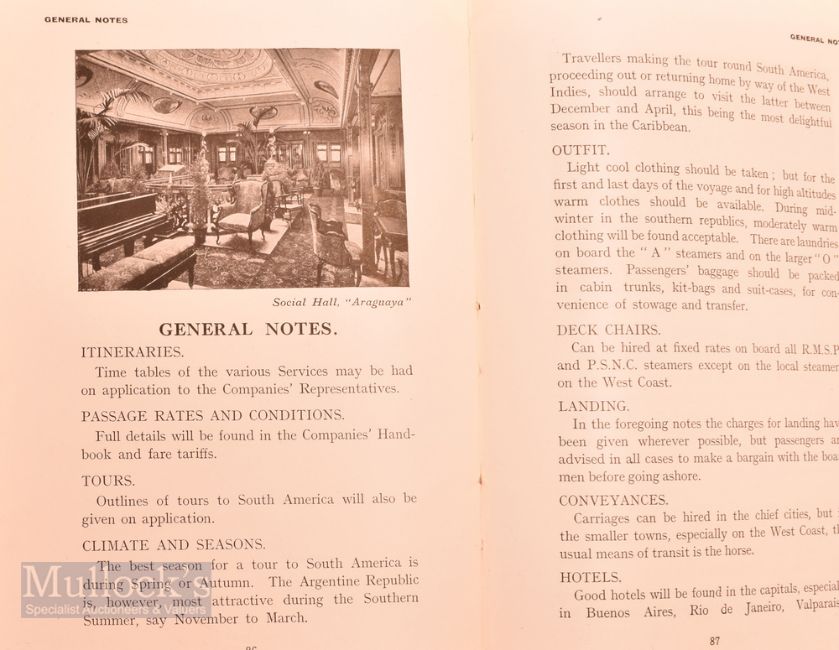 GENERAL NOTES
Social Hall, "Araguaya"
GENERAL NOTES.
ITINERARIES.
Time tables of the various Services may be had
on application to the Companies' Representatives.
PASSAGE RATES AND CONDITIONS.
Full details will be found in the Companies' Hand-
book and fare tariffs.
TOURS.
Outlines of tours to South America will also be
given on application.
CLIMATE AND SEASONS.
The best season for a tour to South America is
during Spring or Autumn. The Argentine Republic
is, however, most attractive during the Southern
Summer, say November to March.
Mullock's
Specialist Auctioneers & Valuers
GENERAL NO
Travellers making the tour round South America,
proceeding out or returning home by way of the West
Indies, should arrange to visit the latter between
December and April, this being the most delightful
season in the Caribbean.
OUTFIT.
Light cool clothing should be taken; but for the
first and last days of the voyage and for high altitudes
warm clothes should be available. During mid-
winter in the southern republics, moderately warm
clothing will be found acceptable. There are laundries
on board the "A" steamers and on the larger "O"
steamers. Passengers' baggage should be packed
in cabin trunks, kit-bags and suit-cases, for con-
venience of stowage and transfer.
DECK CHAIRS.
Can be hired at fixed rates on board all R.M.S.P.
and P.S.N.C. steamers except on the local steamer
on the West Coast.
LANDING.
In the foregoing notes the charges for landing hav
been given wherever possible, but passengers ar
advised in all cases to make a bargain with the boa
men before going ashore.
CONVEYANCES.
Carriages can be hired in the chief cities, but i
the smaller towns, especially on the West Coast, th
usual means of transit is the horse.
HOTELS.
Good hotels will be found in the capitals, especial
in Buenos Aires, Rio de Janeiro, Valparais
87